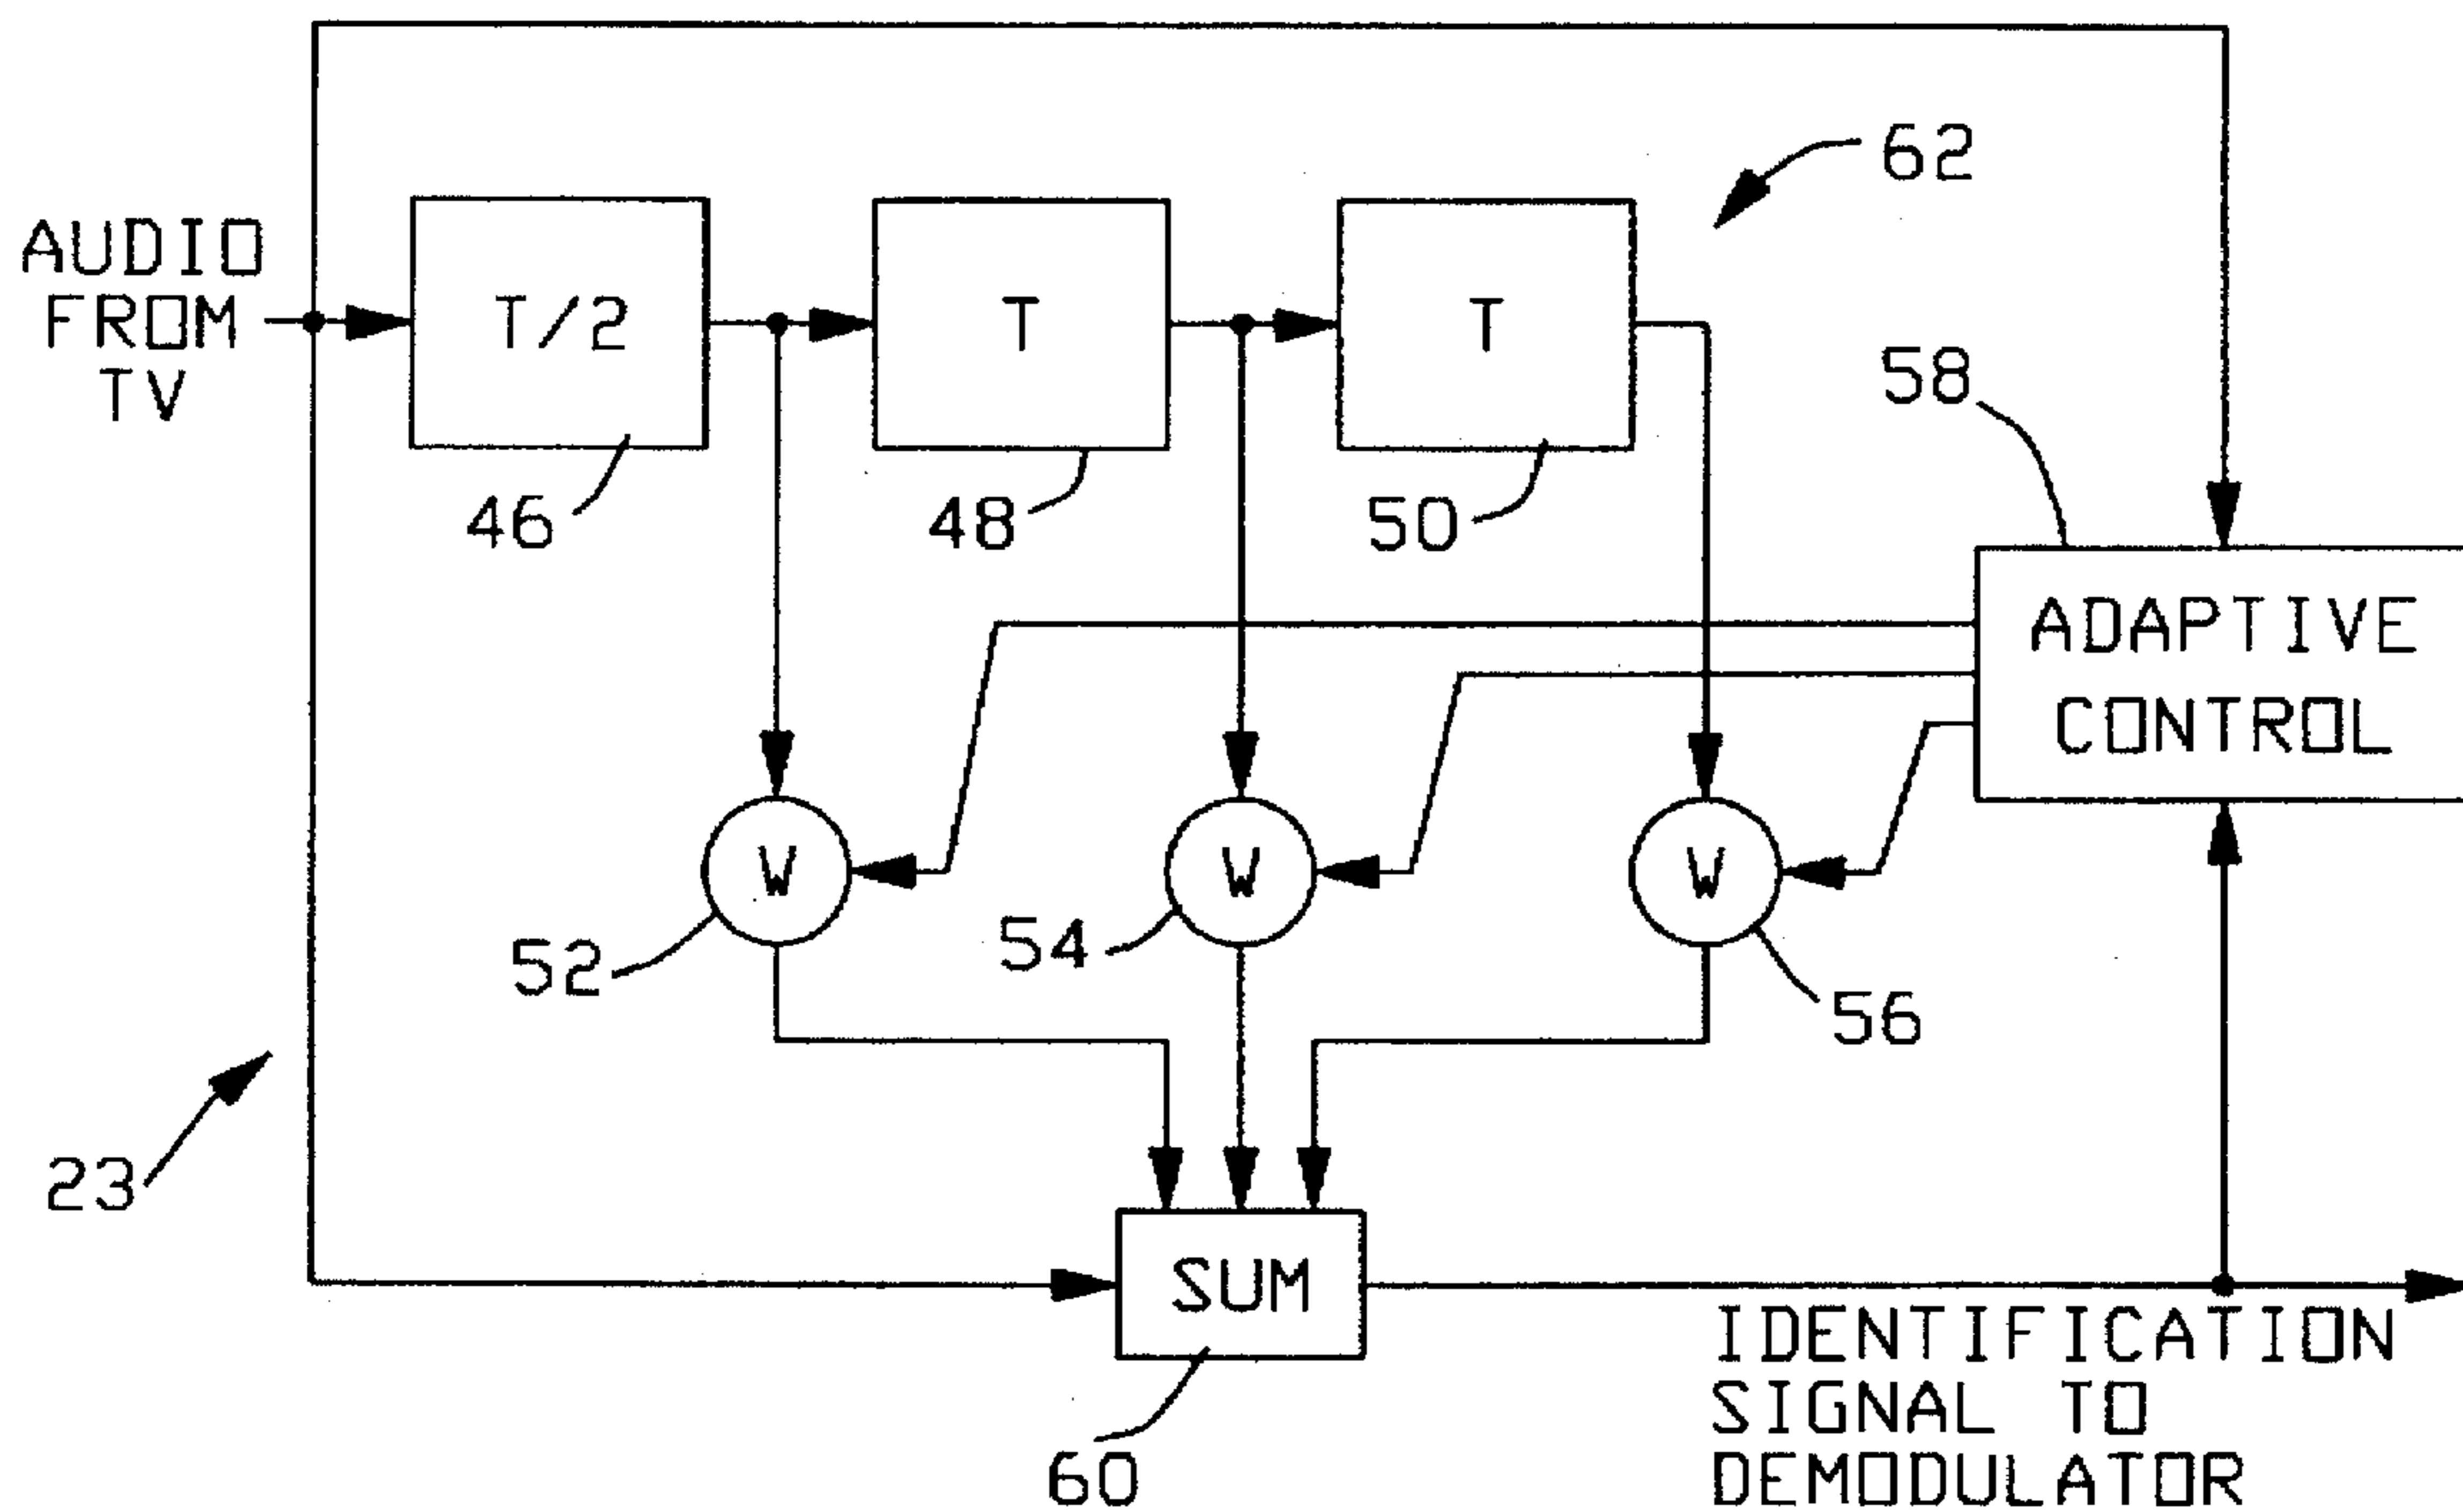 62
AUDIO
FROM
TV
T/2
T
T
58
46
48
50
ADAPTIVE
CONTROL
W
W
W
52
54
56
23
SUM
60
IDENTIFICATION
SIGNAL TO
DEMODULATOR